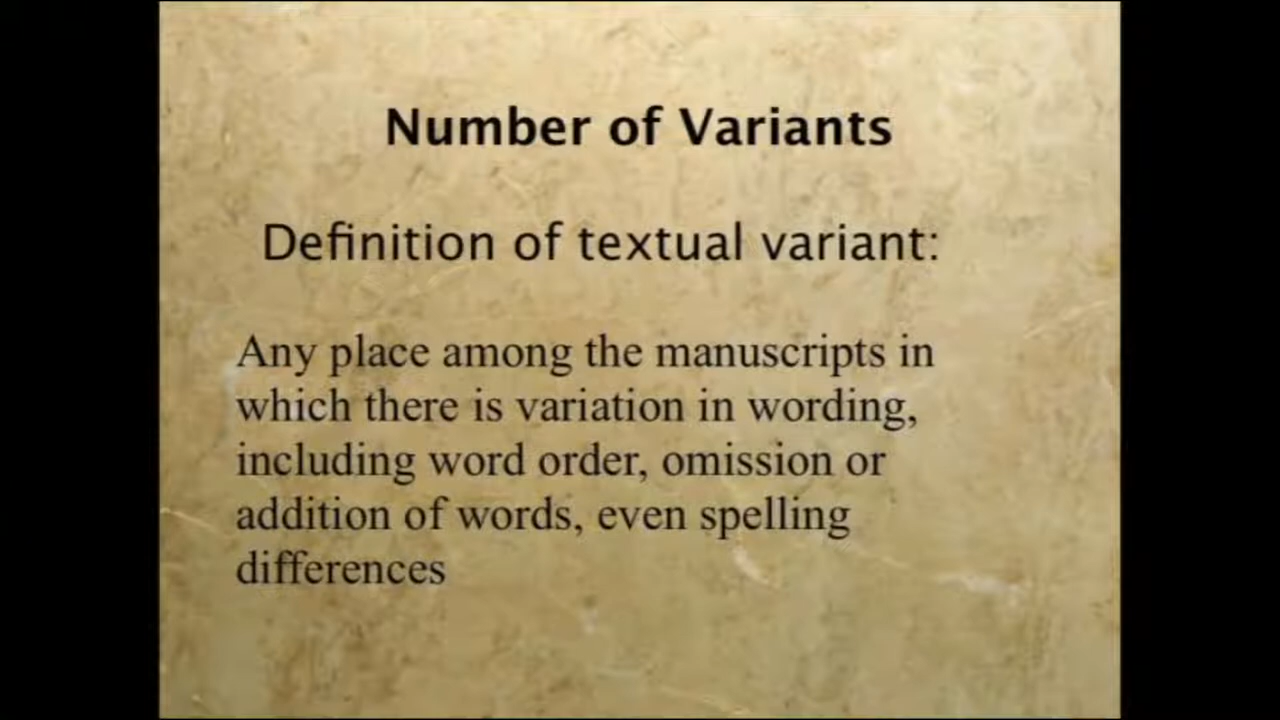 Number of Variants
Definition of textual variant:
Any place among the manuscripts in
which there is variation in wording,
including word order, omission or
addition of words, even spelling
differences